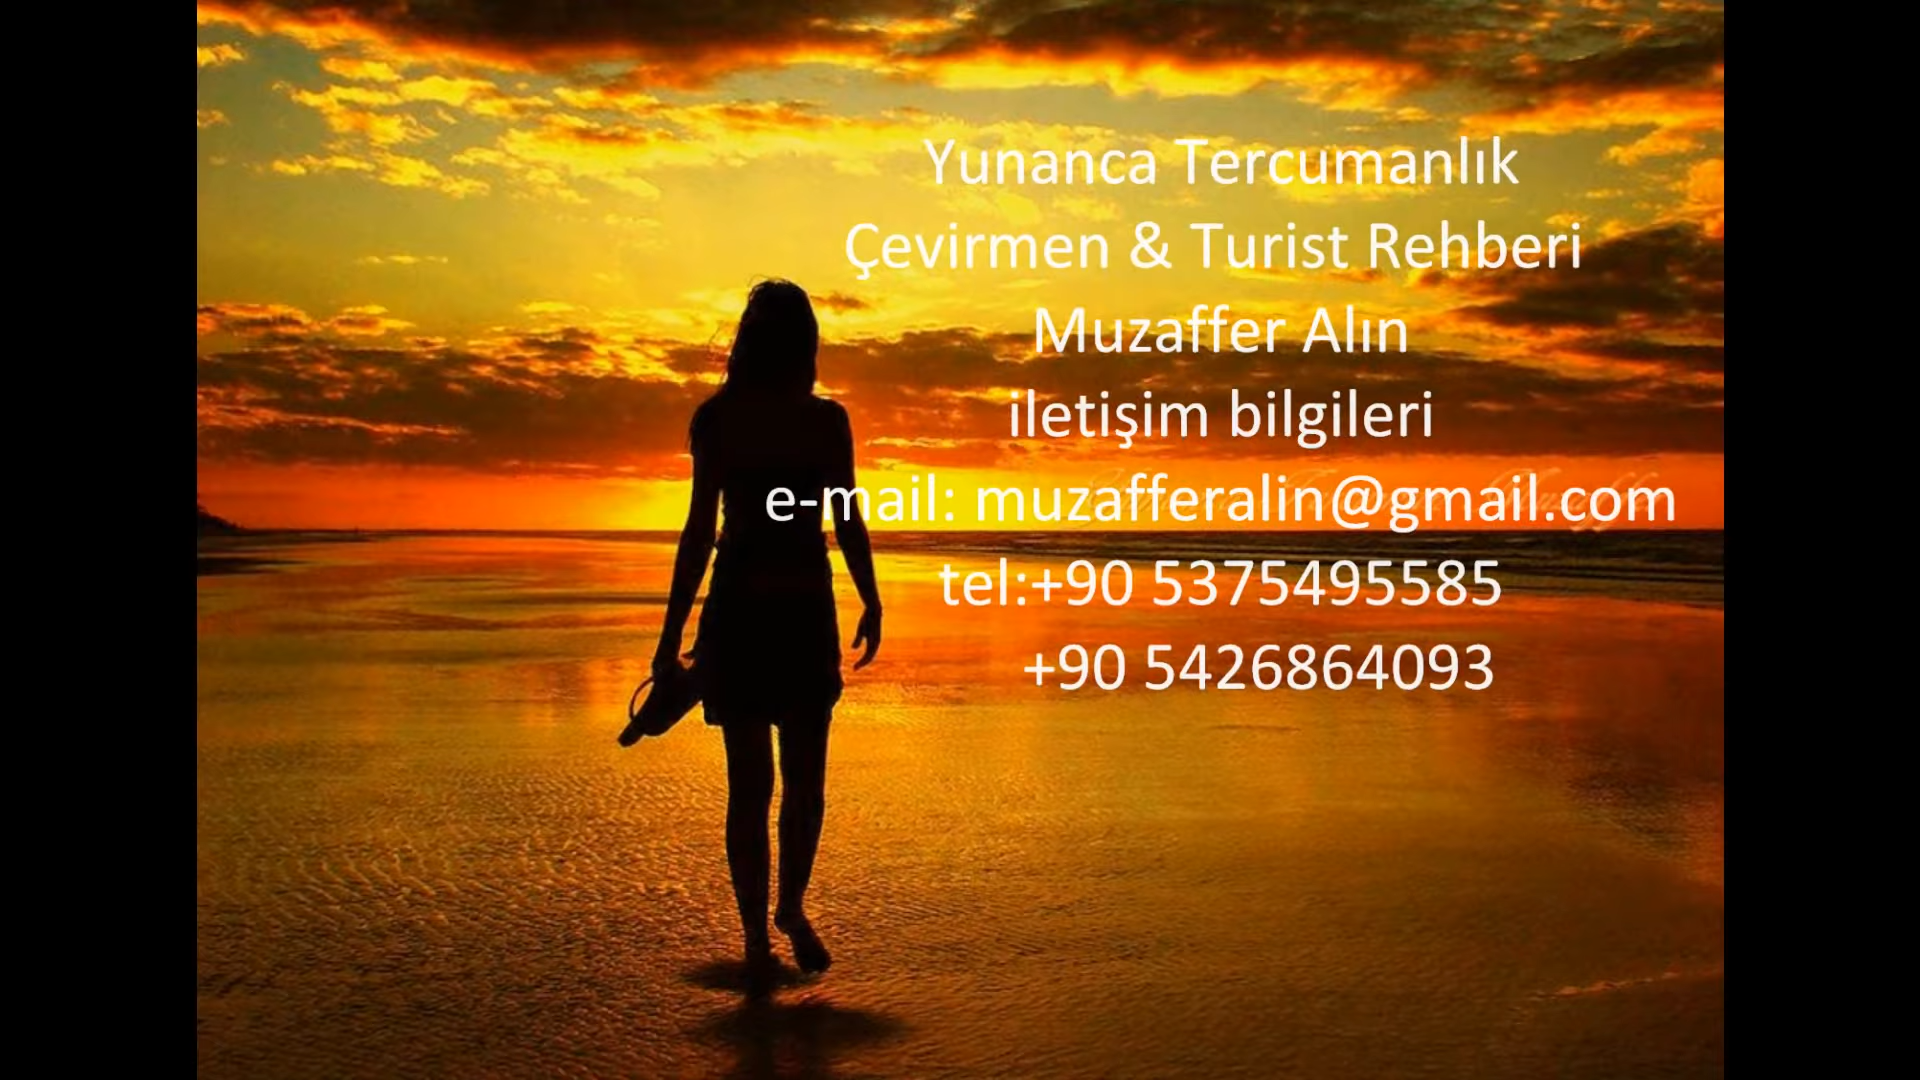 Yunanca Tercumanlık
Çevirmen & Turist Rehberi
Muzaffer Alın
iletişim bilgileri
e-mail: muzafferalin@gmail.com
tel:+90 5375495585
+90 5426864093